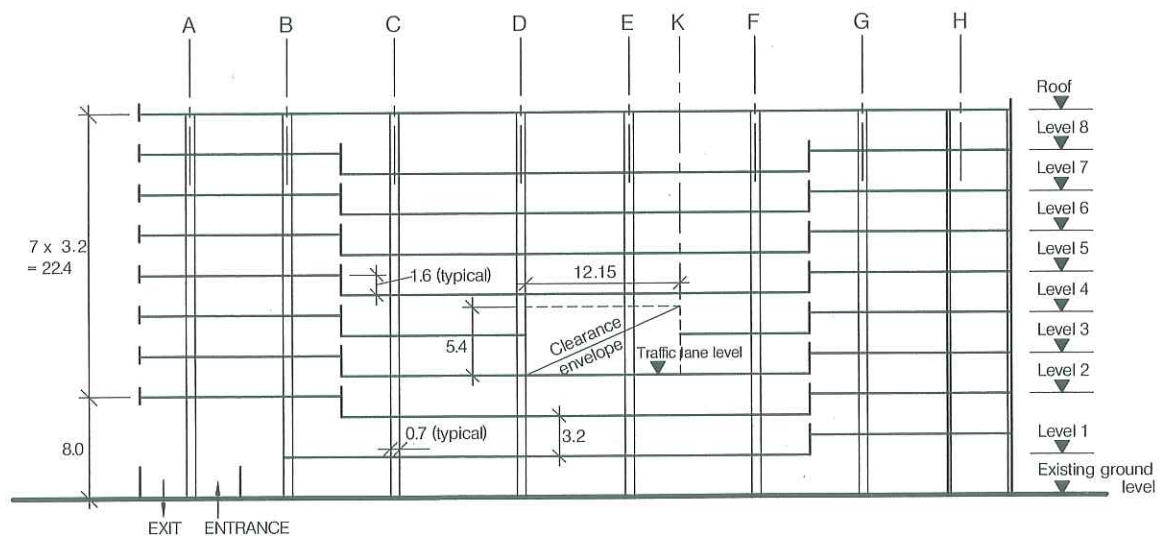 A B C D E K F G H
Roof
Level 8
Level 7
Level 6
7 x 3.2
= 22.4
Level 5
1.6 (typical)
12.15
Level 4
5.4
Clearance
envelope
Level 3
Traffic lane level
Level 2
0.7 (typical)
3.2
8.0
Level 1
Existing ground
level
EXIT ENTRANCE